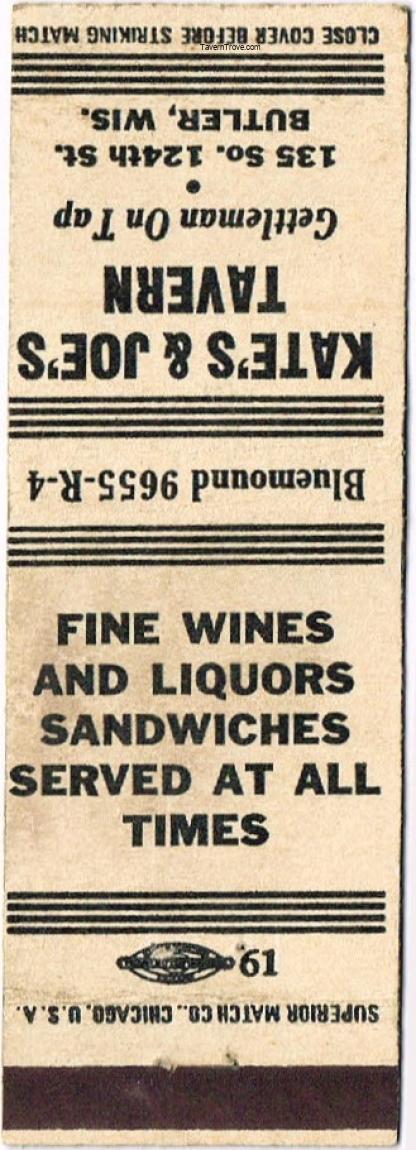 CLOSE COVER BEFORE STRIKING MATCH
TavernTrove.com
KATE'S & JOE'S
TAVERN
Gettleman On Tap
•
135 So. 124th St.
BUTLER, WIS.
Bluemound 9655-R-4
FINE WINES
AND LIQUORS
SANDWICHES
SERVED AT ALL
TIMES
61
SUPERIOR MATCH CO., CHICAGO, U.S.A.